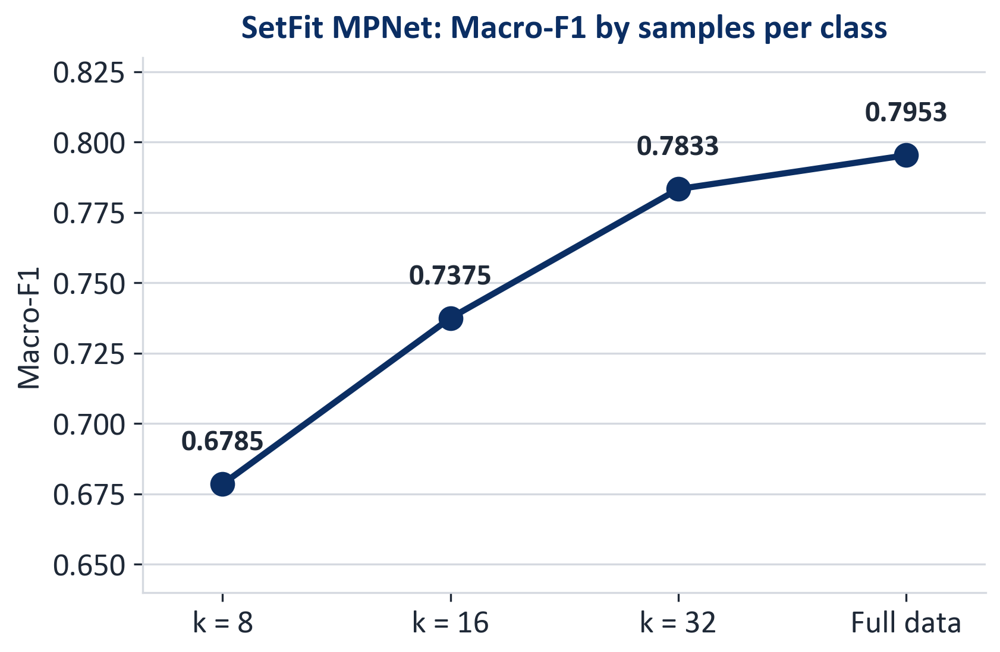 SetFit MPNet: Macro-F1 by samples per class
Macro-F1
0.825
0.800
0.775
0.750
0.725
0.700
0.675
0.650
0.6785
0.7375
0.7833
0.7953
k = 8
k = 16
k = 32
Full data